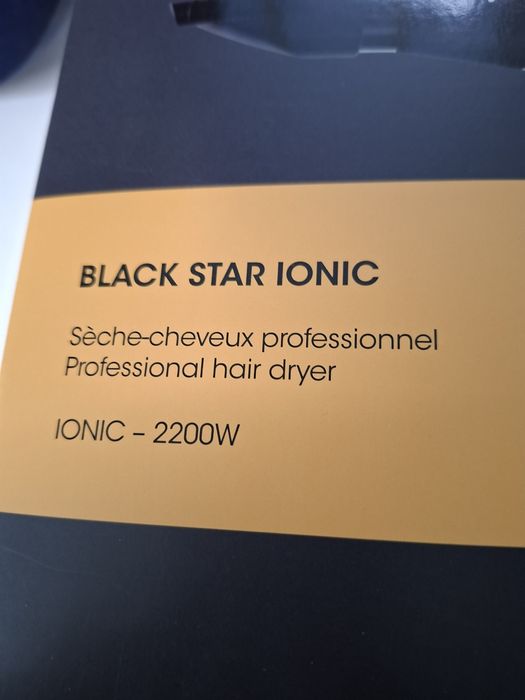 BLACK STAR IONIC
Sèche-cheveux professionnel
Professional hair dryer
IONIC – 2200W